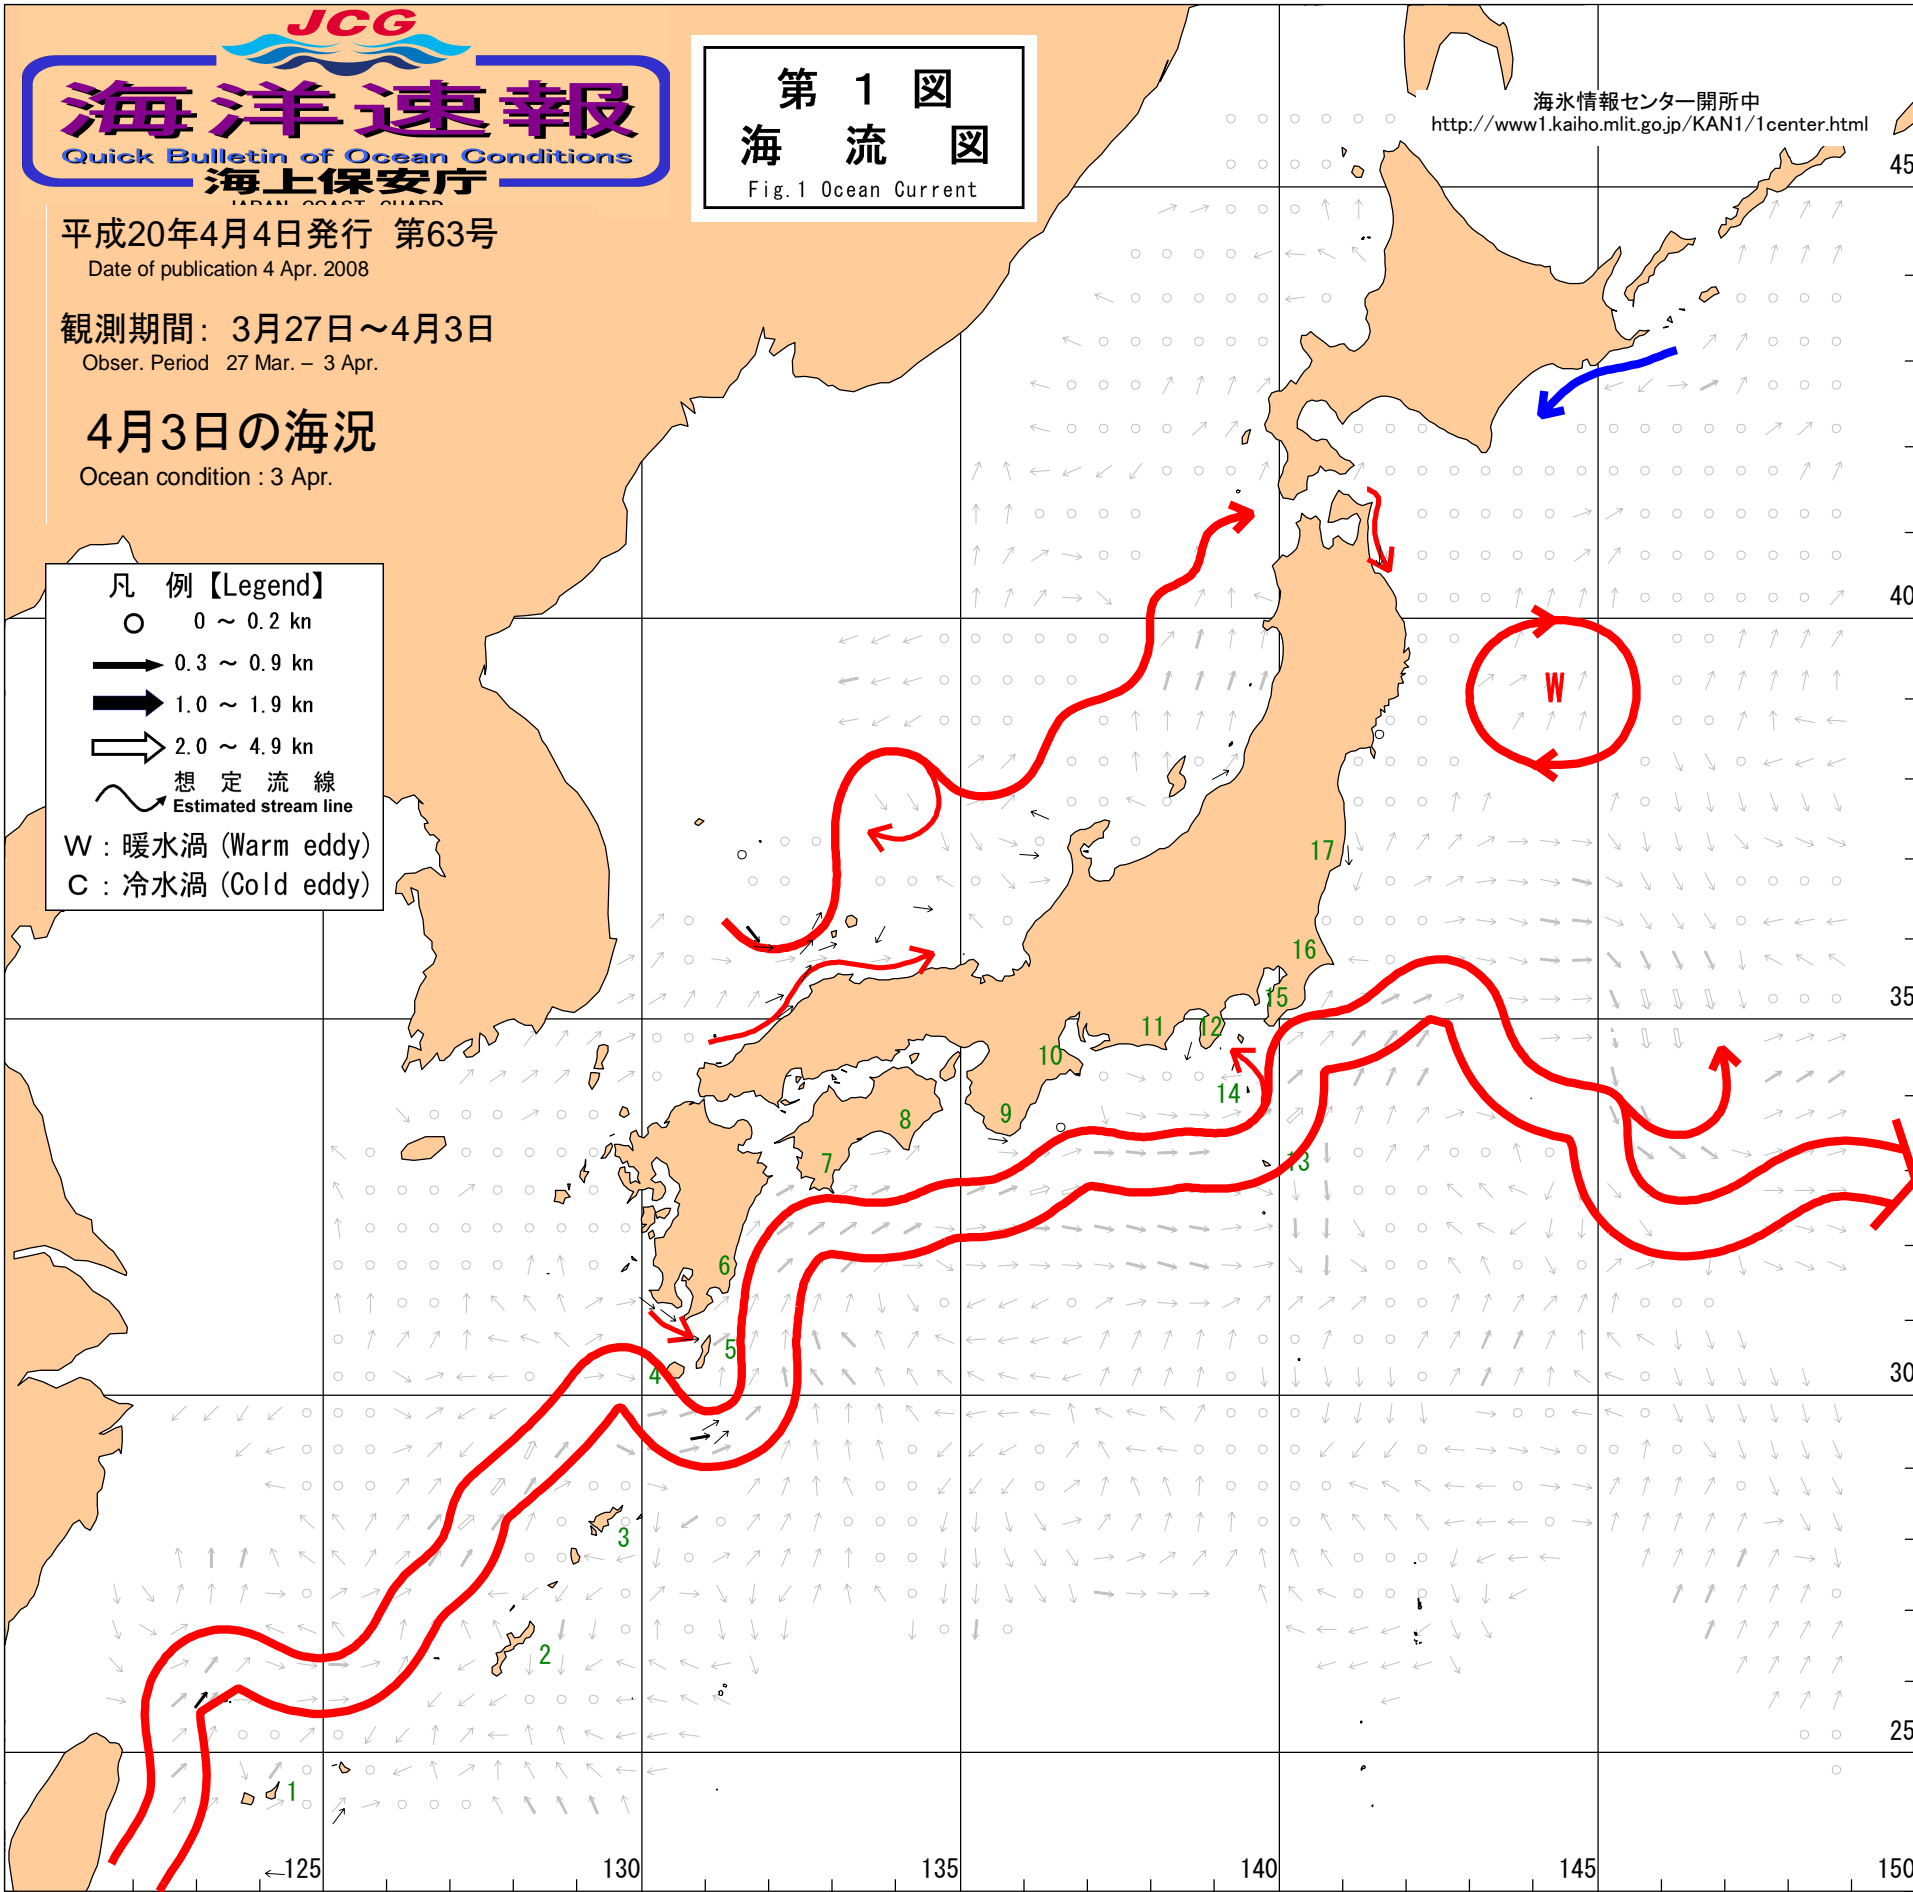 JCG
海洋速報
Quick Bulletin of Ocean Conditions
海上保安庁
JAPAN COAST GUARD
平成20年4月4日発行 第63号
Date of publication 4 Apr. 2008
観測期間： 3月27日～4月3日
Obser. Period 27 Mar. – 3 Apr.
4月3日の海況
Ocean condition : 3 Apr.
第 1 図
海 流 図
Fig.1 Ocean Current
海氷情報センター開所中
http://www1.kaiho.mlit.go.jp/KAN1/1center.html
凡 例【Legend】
0 ～ 0.2 kn
0.3 ～ 0.9 kn
1.0 ～ 1.9 kn
2.0 ～ 4.9 kn
想 定 流 線
Estimated stream line
W : 暖水渦 (Warm eddy)
C : 冷水渦 (Cold eddy)
45
40
W
17
16
35
15
12
11
10
14
9
8
13
7
6
5
4
30
3
2
25
1
125
130
135
140
145
150